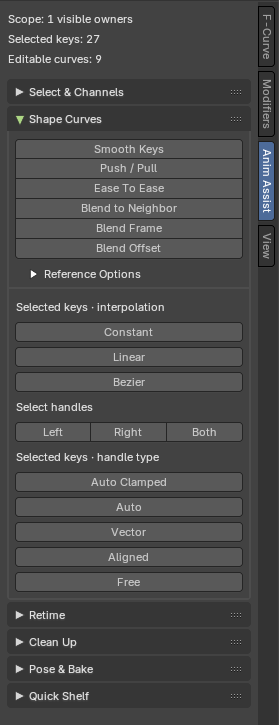 Scope: 1 visible owners
Selected keys: 27
Editable curves: 9
Select & Channels
Shape Curves
Smooth Keys
Push / Pull
Ease To Ease
Blend to Neighbor
Blend Frame
Blend Offset
Reference Options
Selected keys · interpolation
Constant
Linear
Bezier
Select handles
Left Right Both
Selected keys · handle type
Auto Clamped
Auto
Vector
Aligned
Free
Retime
Clean Up
Pose & Bake
Quick Shelf
F-Curve
Modifiers
Anim Assist
View